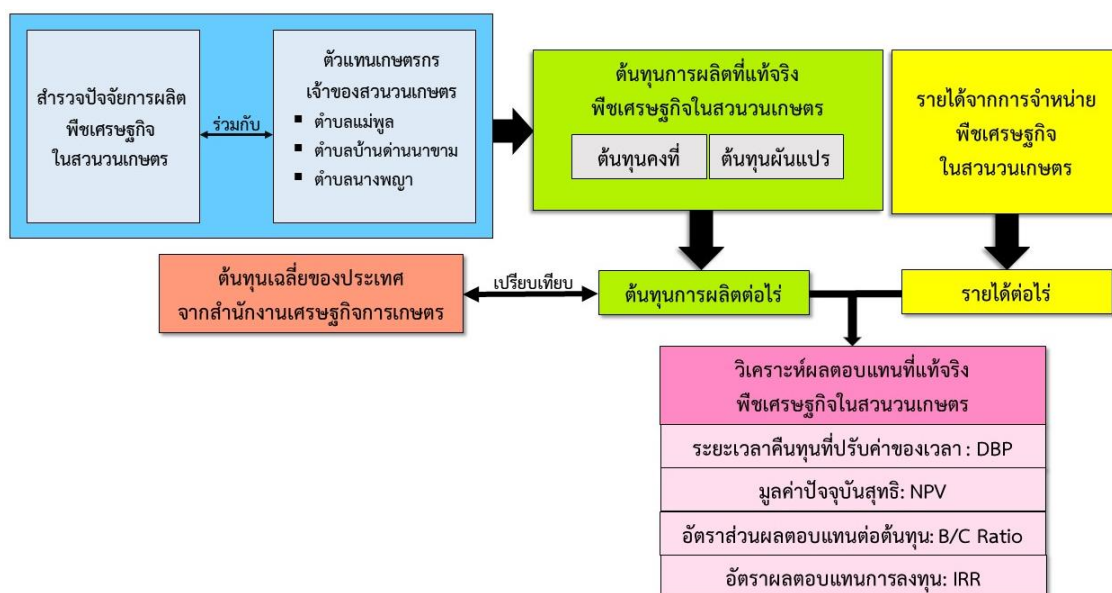 สำรวจปัจจัยการผลิต
พืชเศรษฐกิจ
ในสวนวนเกษตร
ร่วมกับ
ตัวแทนเกษตรกร
เจ้าของสวนวนเกษตร
▪ ตำบลแม่พูล
▪ ตำบลบ้านด่านนาขาม
▪ ตำบลนางพญา
ต้นทุนการผลิตที่แท้จริง
พืชเศรษฐกิจในสวนวนเกษตร
ต้นทุนคงที่
ต้นทุนผันแปร
รายได้จากการจำหน่าย
พืชเศรษฐกิจ
ในสวนวนเกษตร
ต้นทุนเฉลี่ยของประเทศ
จากสำนักงานเศรษฐกิจการเกษตร
เปรียบเทียบ
ต้นทุนการผลิตต่อไร่
รายได้ต่อไร่
วิเคราะห์ผลตอบแทนที่แท้จริง
พืชเศรษฐกิจในสวนวนเกษตร
ระยะเวลาคืนทุนที่ปรับค่าของเวลา : DBP
มูลค่าปัจจุบันสุทธิ: NPV
อัตราส่วนผลตอบแทนต่อต้นทุน: B/C Ratio
อัตราผลตอบแทนการลงทุน: IRR